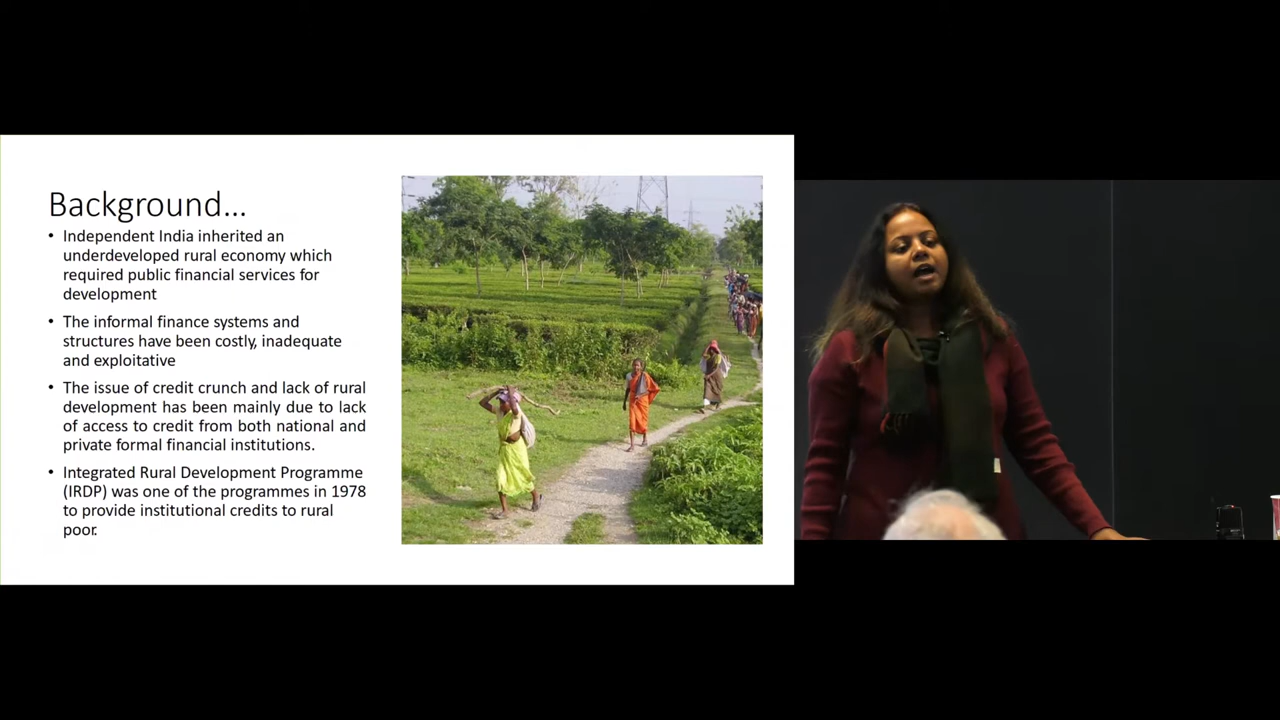 Background...
• Independent India inherited an
underdeveloped rural economy which
required public financial services for
development
• The informal finance systems and
structures have been costly, inadequate
and exploitative
• The issue of credit crunch and lack of rural
development has been mainly due to lack
of access to credit from both national and
private formal financial institutions.
• Integrated Rural Development Programme
(IRDP) was one of the programmes in 1978
to provide institutional credits to rural
poor.